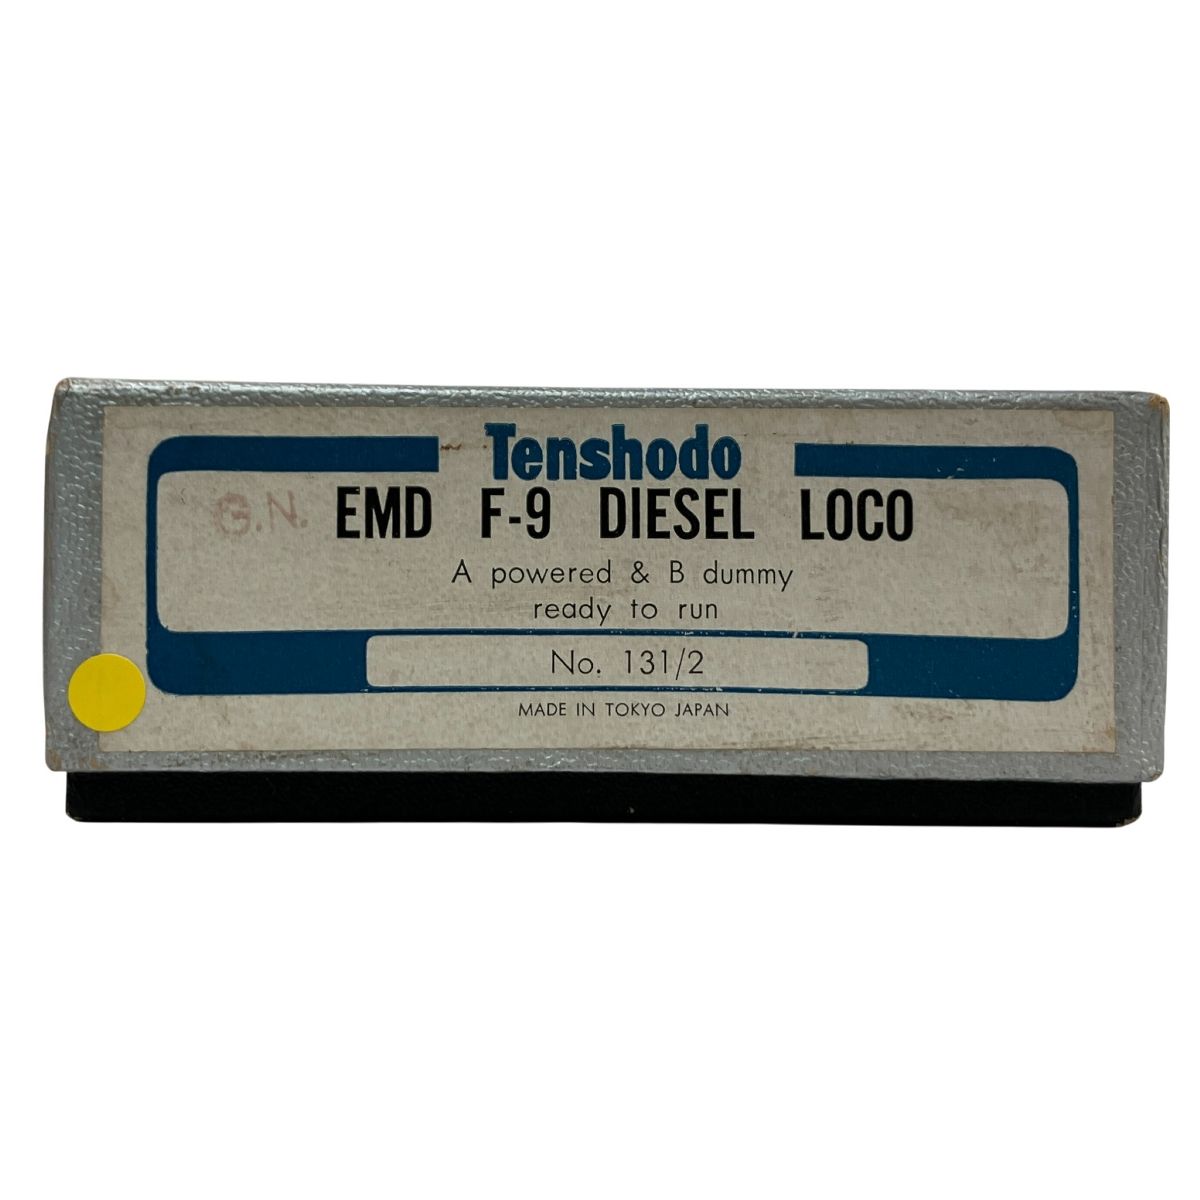 Tenshodo
G.N. EMD F-9 DIESEL LOCO
A powered & B dummy
ready to run
No. 131/2
MADE IN TOKYO JAPAN